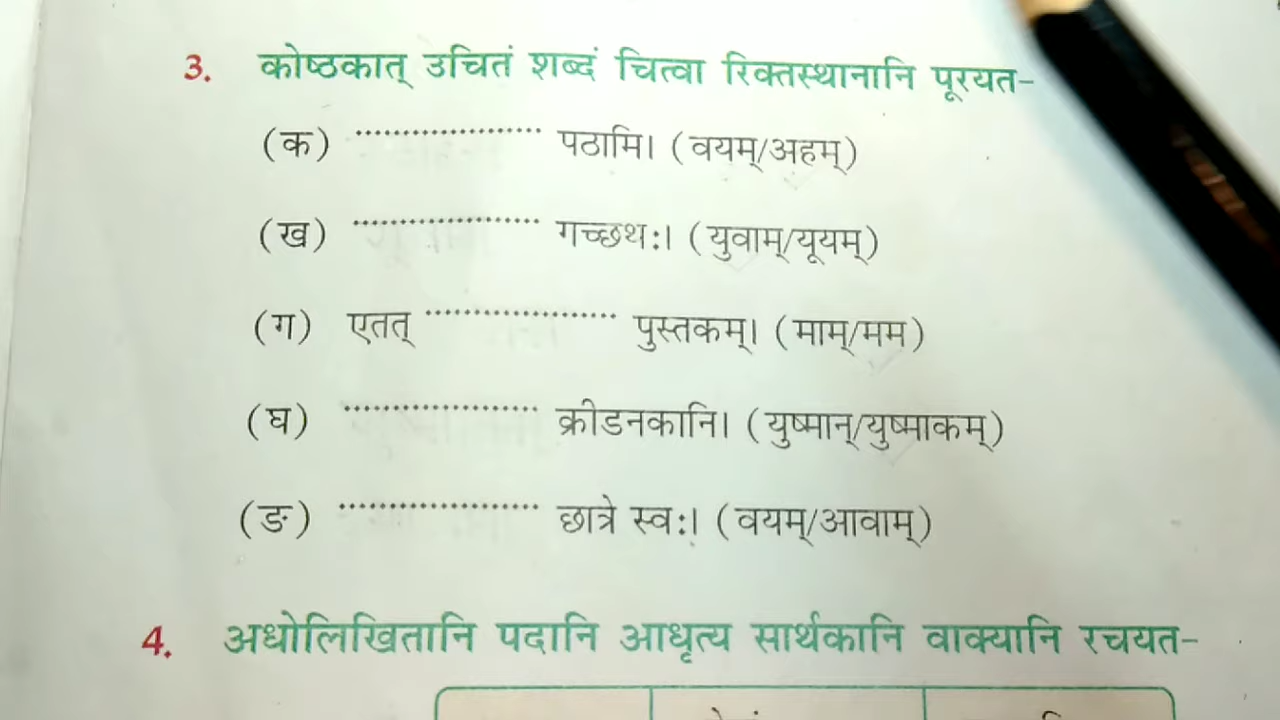 3. कोष्ठकात् उचितं शब्दं चित्वा रिक्तस्थानानि पूरयत-
(क) .................... पठामि। (वयम्/अहम्)
(ख) .................... गच्छथः। (युवाम्/यूयम्)
(ग) एतत् .................... पुस्तकम्। (माम्/मम)
(घ) .................... क्रीडनकानि। (युष्मान्/युष्माकम्)
(ङ) .................... छात्रे स्वः। (वयम्/आवाम्)
4. अधोलिखितानि पदानि आधृत्य सार्थकानि वाक्यानि रचयत-